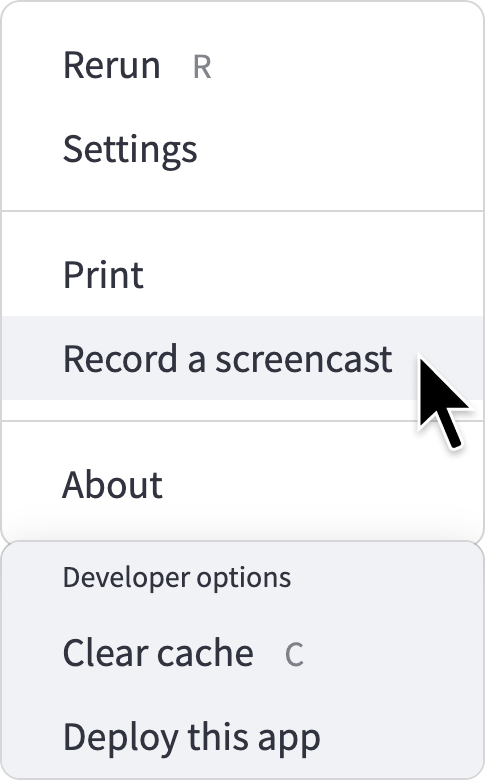 Rerun R
Settings
Print
Record a screencast
About
Developer options
Clear cache C
Deploy this app